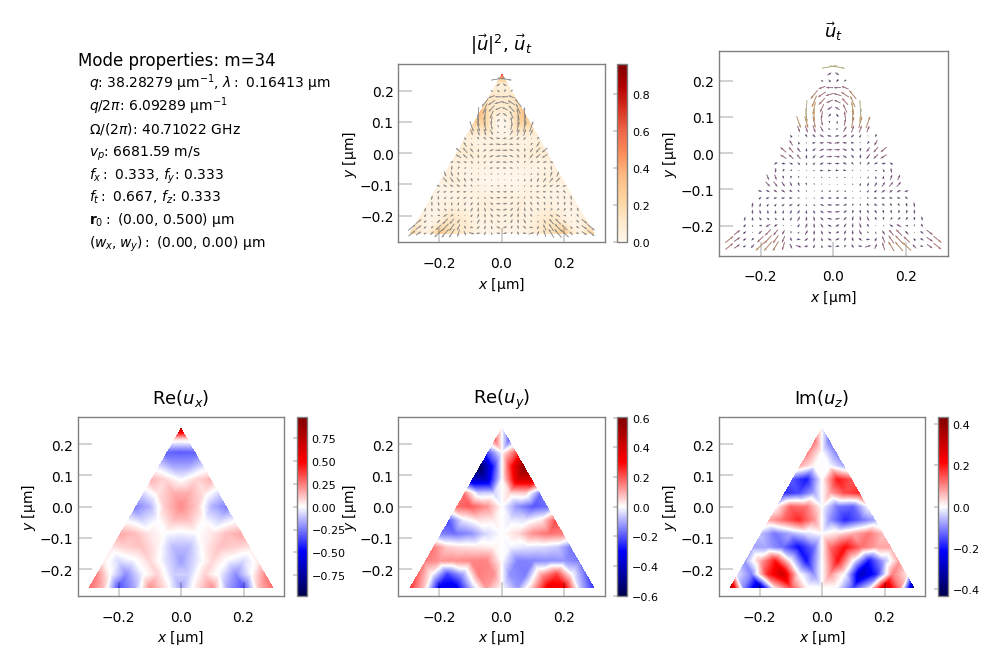 Mode properties: m=34
q: 38.28279 μm⁻¹, λ: 0.16413 μm
q/2π: 6.09289 μm⁻¹
Ω/(2π): 40.71022 GHz
v_p: 6681.59 m/s
f_x: 0.333, f_y: 0.333
f_t: 0.667, f_z: 0.333
r₀: (0.00, 0.500) μm
(w_x, w_y): (0.00, 0.00) μm
|u⃗|², u⃗_t
0.2
0.1
0.0
−0.1
−0.2
y [μm]
−0.2 0.0 0.2
x [μm]
0.8
0.6
0.4
0.2
0.0
u⃗_t
0.2
0.1
0.0
−0.1
−0.2
y [μm]
−0.2 0.0 0.2
x [μm]
Re(u_x)
0.2
0.1
0.0
−0.1
−0.2
y [μm]
−0.2 0.0 0.2
x [μm]
0.75
0.50
0.25
0.00
−0.25
−0.50
−0.75
Re(u_y)
0.2
0.1
0.0
−0.1
−0.2
y [μm]
−0.2 0.0 0.2
x [μm]
0.6
0.4
0.2
0.0
−0.2
−0.4
−0.6
Im(u_z)
0.2
0.1
0.0
−0.1
−0.2
y [μm]
−0.2 0.0 0.2
x [μm]
0.4
0.2
0.0
−0.2
−0.4